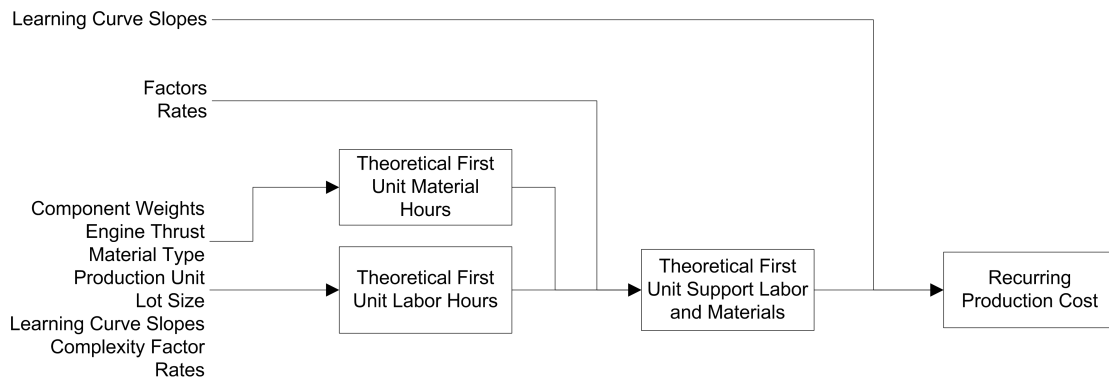 Learning Curve Slopes
Factors
Rates
Theoretical First
Unit Material
Hours
Component Weights
Engine Thrust
Material Type
Production Unit
Lot Size
Learning Curve Slopes
Complexity Factor
Rates
Theoretical First
Unit Labor Hours
Theoretical First
Unit Support Labor
and Materials
Recurring
Production Cost